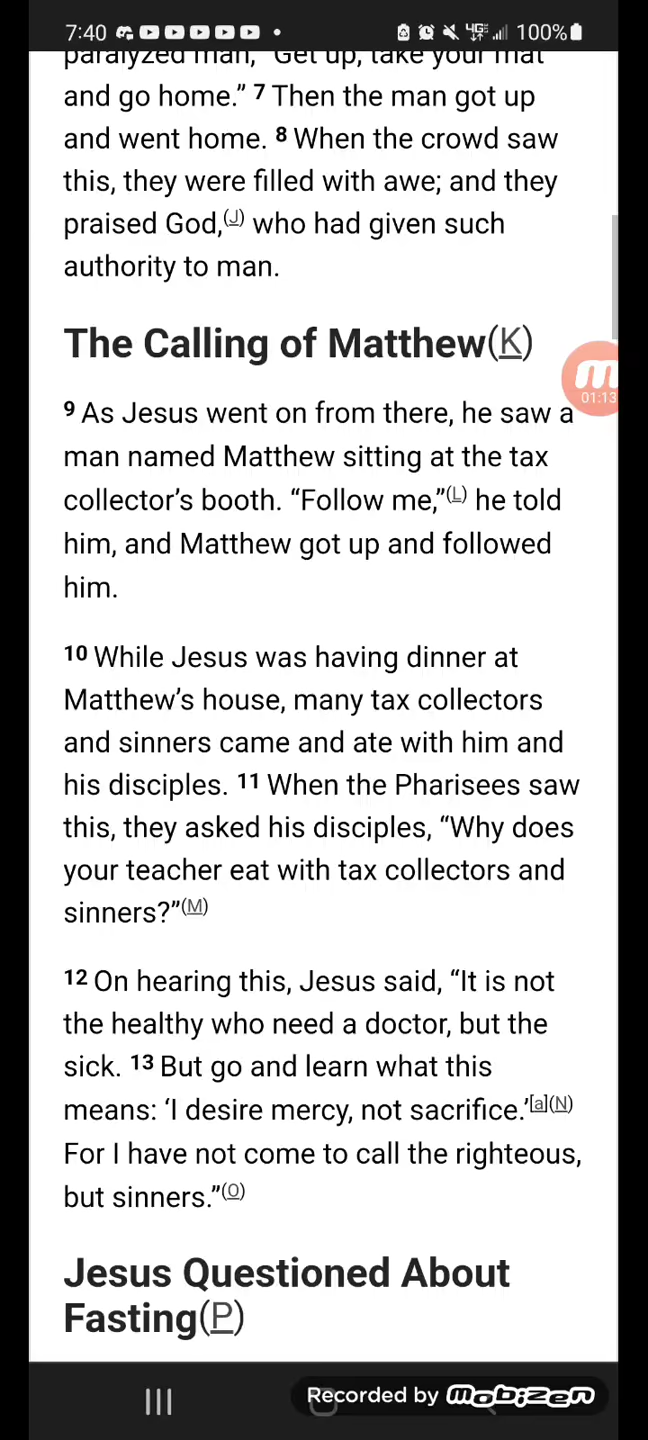 7:40 100%
paralyzed man, “Get up, take your mat
and go home.” 7 Then the man got up
and went home. 8 When the crowd saw
this, they were filled with awe; and they
praised God,(J) who had given such
authority to man.
The Calling of Matthew(K)
01:13
9 As Jesus went on from there, he saw a
man named Matthew sitting at the tax
collector’s booth. “Follow me,”(L) he told
him, and Matthew got up and followed
him.
10 While Jesus was having dinner at
Matthew’s house, many tax collectors
and sinners came and ate with him and
his disciples. 11 When the Pharisees saw
this, they asked his disciples, “Why does
your teacher eat with tax collectors and
sinners?”(M)
12 On hearing this, Jesus said, “It is not
the healthy who need a doctor, but the
sick. 13 But go and learn what this
means: ‘I desire mercy, not sacrifice.’[a](N)
For I have not come to call the righteous,
but sinners.”(O)
Jesus Questioned About
Fasting(P)
Recorded by mobizen